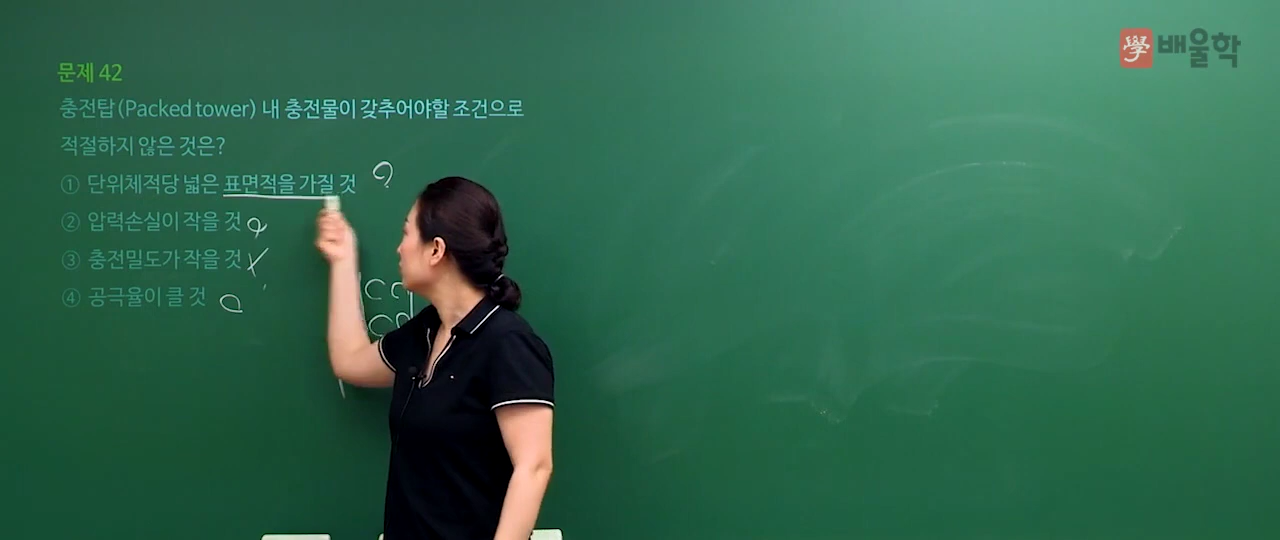 學 배울학
문제 42
충전탑(Packed tower) 내 충전물이 갖추어야할 조건으로
적절하지 않은 것은?
① 단위체적당 넓은 표면적을 가질 것
② 압력손실이 작을 것
③ 충전밀도가 작을 것 X
④ 공극율이 클 것